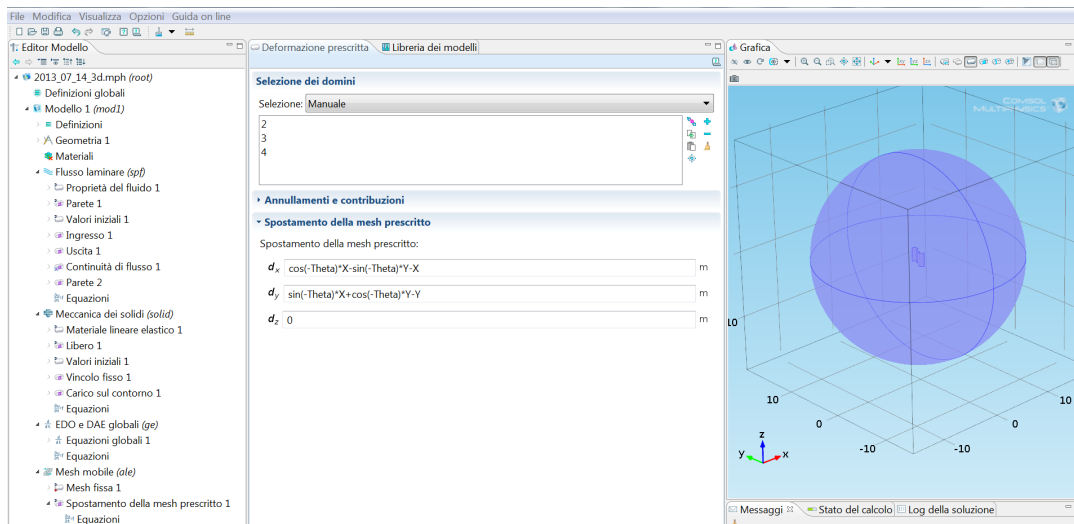 File Modifica Visualizza Opzioni Guida on line
Editor Modello
2013_07_14_3d.mph (root)
Definizioni globali
Modello 1 (mod1)
Definizioni
Geometria 1
Materiali
Flusso laminare (spf)
Proprietà del fluido 1
Parete 1
Valori iniziali 1
Ingresso 1
Uscita 1
Continuità di flusso 1
Parete 2
Equazioni
Meccanica dei solidi (solid)
Materiale lineare elastico 1
Libero 1
Valori iniziali 1
Vincolo fisso 1
Carico sul contorno 1
Equazioni
EDO e DAE globali (ge)
Equazioni globali 1
Equazioni
Mesh mobile (ale)
Mesh fissa 1
Spostamento della mesh prescritto 1
Equazioni
Deformazione prescritta Libreria dei modelli
Selezione dei domini
Selezione: Manuale
2
3
4
Annullamenti e contribuzioni
Spostamento della mesh prescritto
Spostamento della mesh prescritto:
dx cos(-Theta)*X-sin(-Theta)*Y-X m
dy sin(-Theta)*X+cos(-Theta)*Y-Y m
dz 0 m
Grafica
COMSOL
MULTIPHYSICS
10
10
10
0
0
-10
-10
z
y x
Messaggi Stato del calcolo Log della soluzione